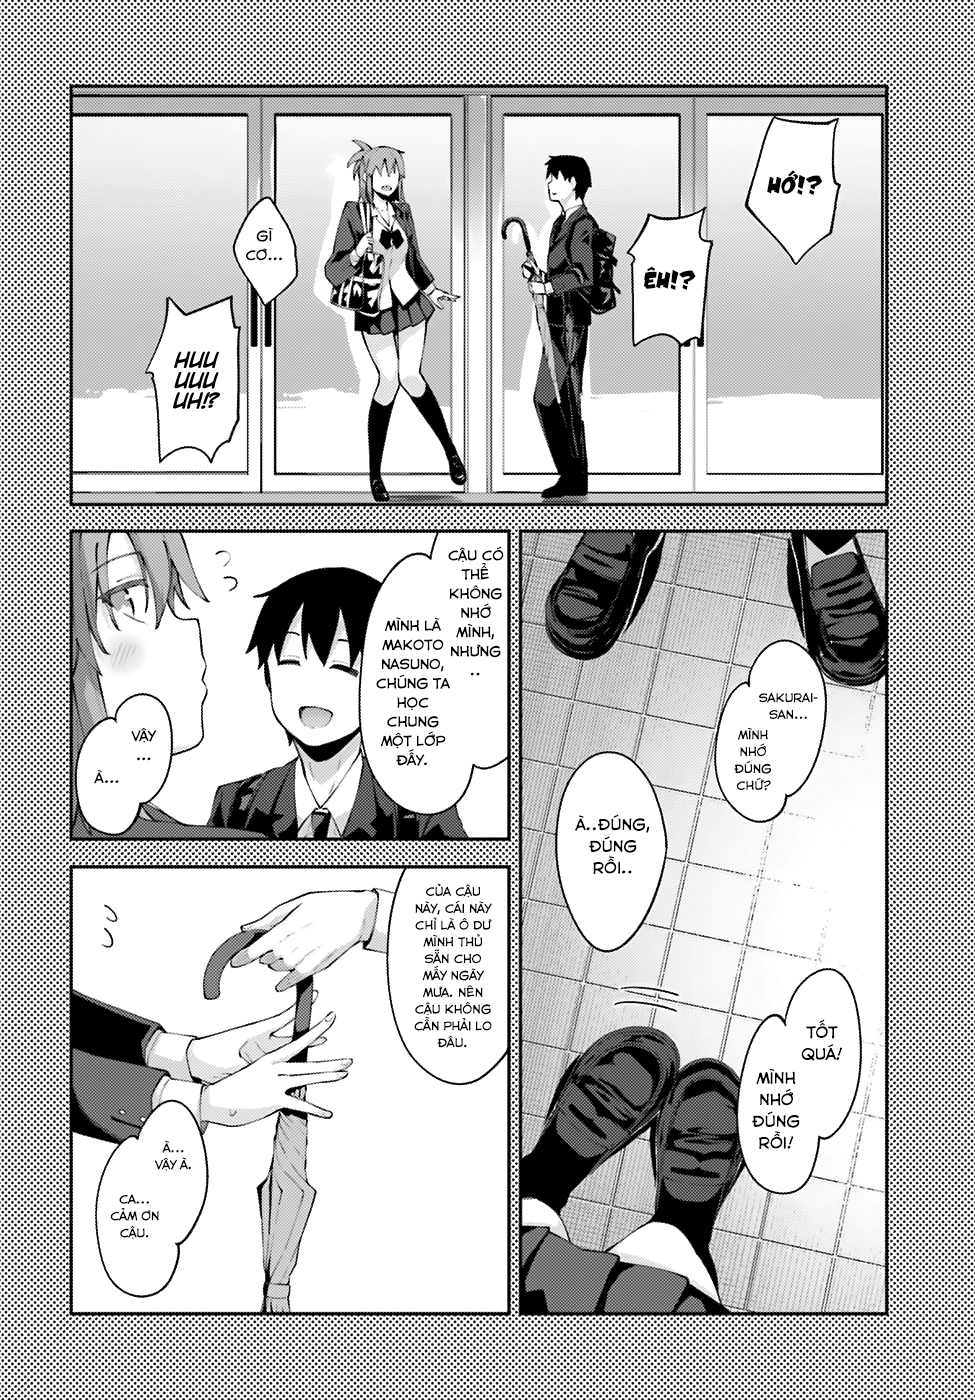 HỚ!?
ÊH!?
GÌ
CƠ...
HUU
UUU
UH!?
SAKURAI-
SAN...
MÌNH
NHỚ
ĐÚNG
CHỨ?
À..ĐÚNG,
ĐÚNG
RỒI..
TỐT
QUÁ!
MÌNH
NHỚ
ĐÚNG
RỒI!
CẬU CÓ
THỂ
KHÔNG
NHỚ
MÌNH,
NHƯNG
..
MÌNH LÀ
MAKOTO
NASUNO,
CHÚNG TA
HỌC
CHUNG
MỘT LỚP
ĐẤY.
VẬY
...
À...
CỦA CẬU
NÀY, CÁI NÀY
CHỈ LÀ Ô DƯ
MÌNH THỦ
SẴN CHO
MẤY NGÀY
MƯA. NÊN
CẬU KHÔNG
CẦN PHẢI LO
ĐÂU.
À...
VẬY À.
CA...
CẢM ƠN
CẬU.